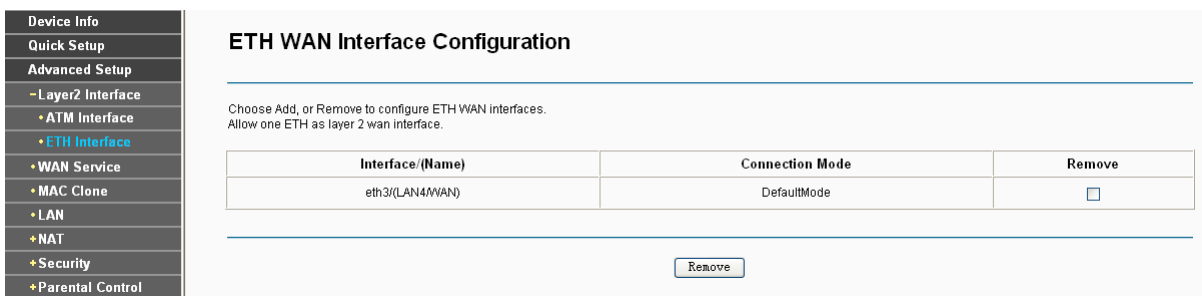 Device Info
Quick Setup
Advanced Setup
-Layer2 Interface
•ATM Interface
•ETH Interface
•WAN Service
•MAC Clone
•LAN
+NAT
+Security
+Parental Control
ETH WAN Interface Configuration
Choose Add, or Remove to configure ETH WAN interfaces.
Allow one ETH as layer 2 wan interface.
Interface/(Name) Connection Mode Remove
eth3/(LAN4/WAN) DefaultMode
Remove